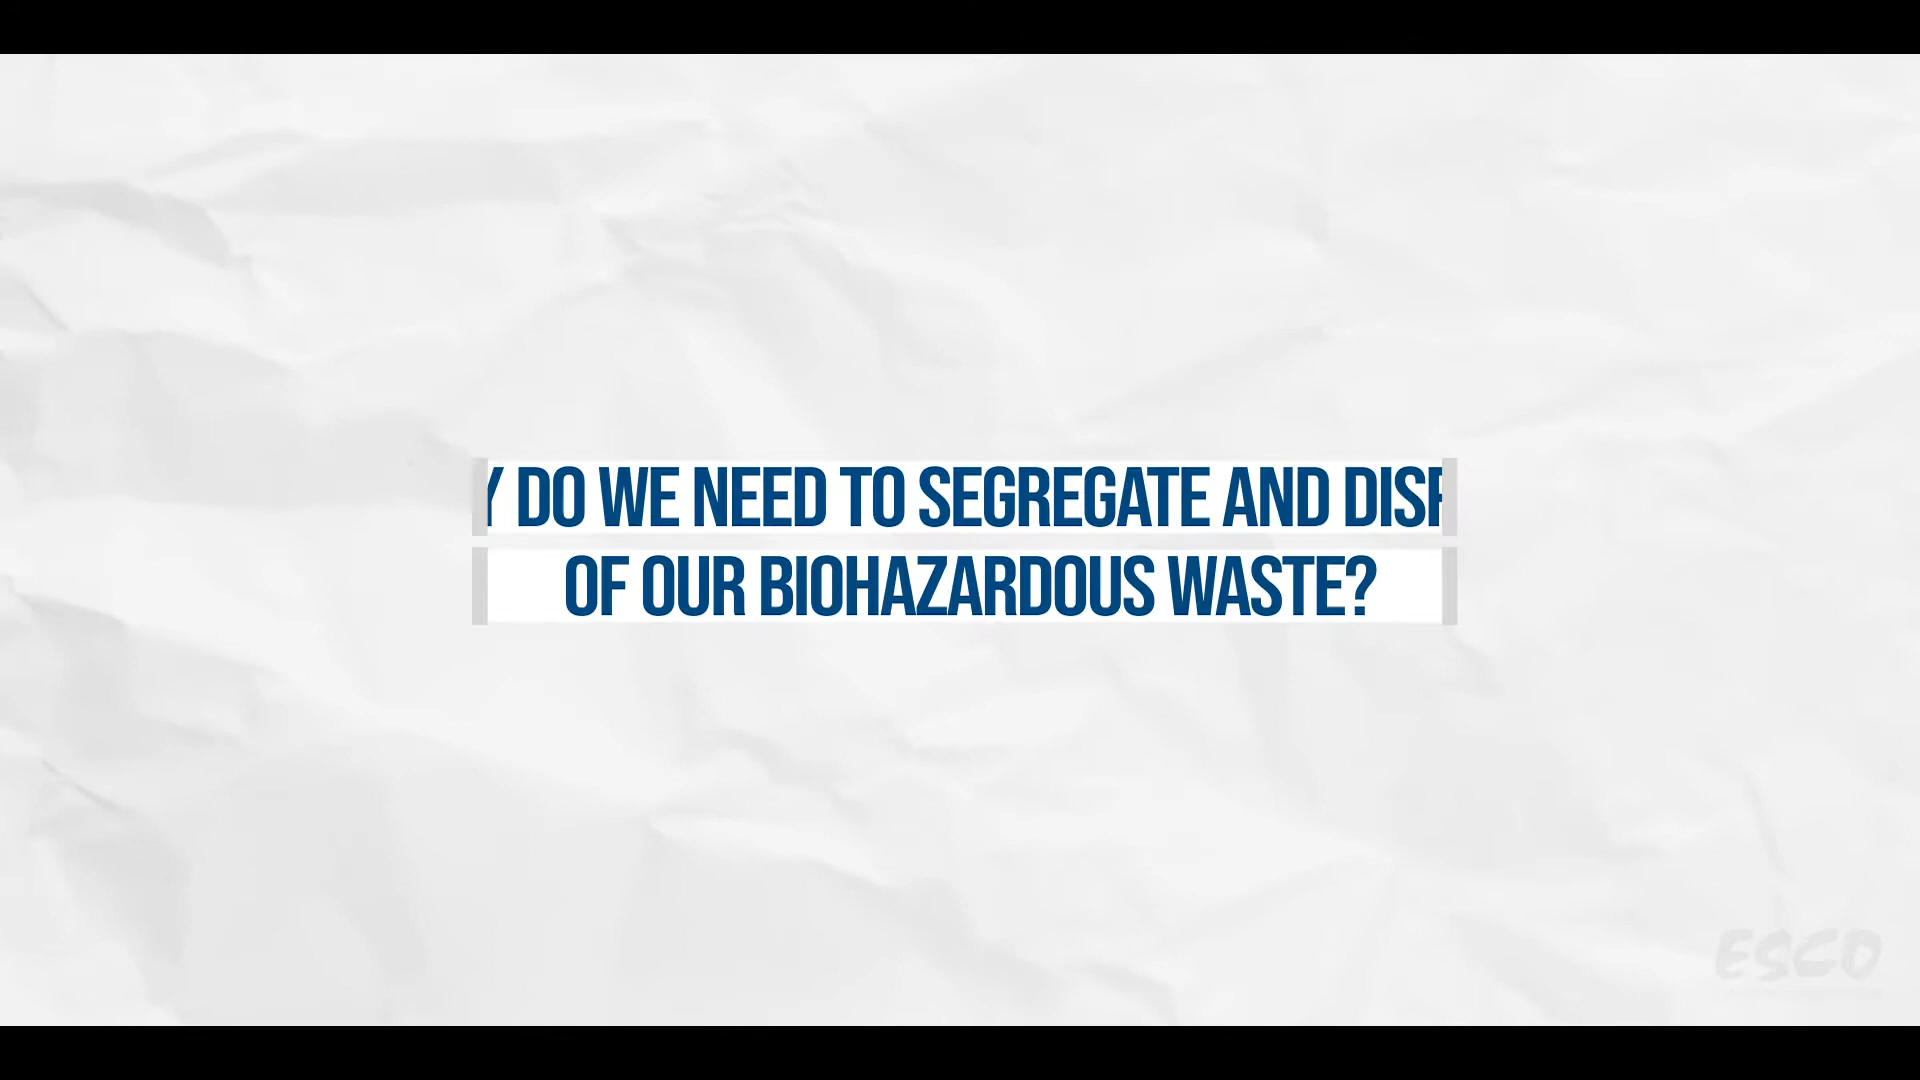 DO WE NEED TO SEGREGATE AND
OF OUR BIOHAZARDOUS WASTE?
ESCO